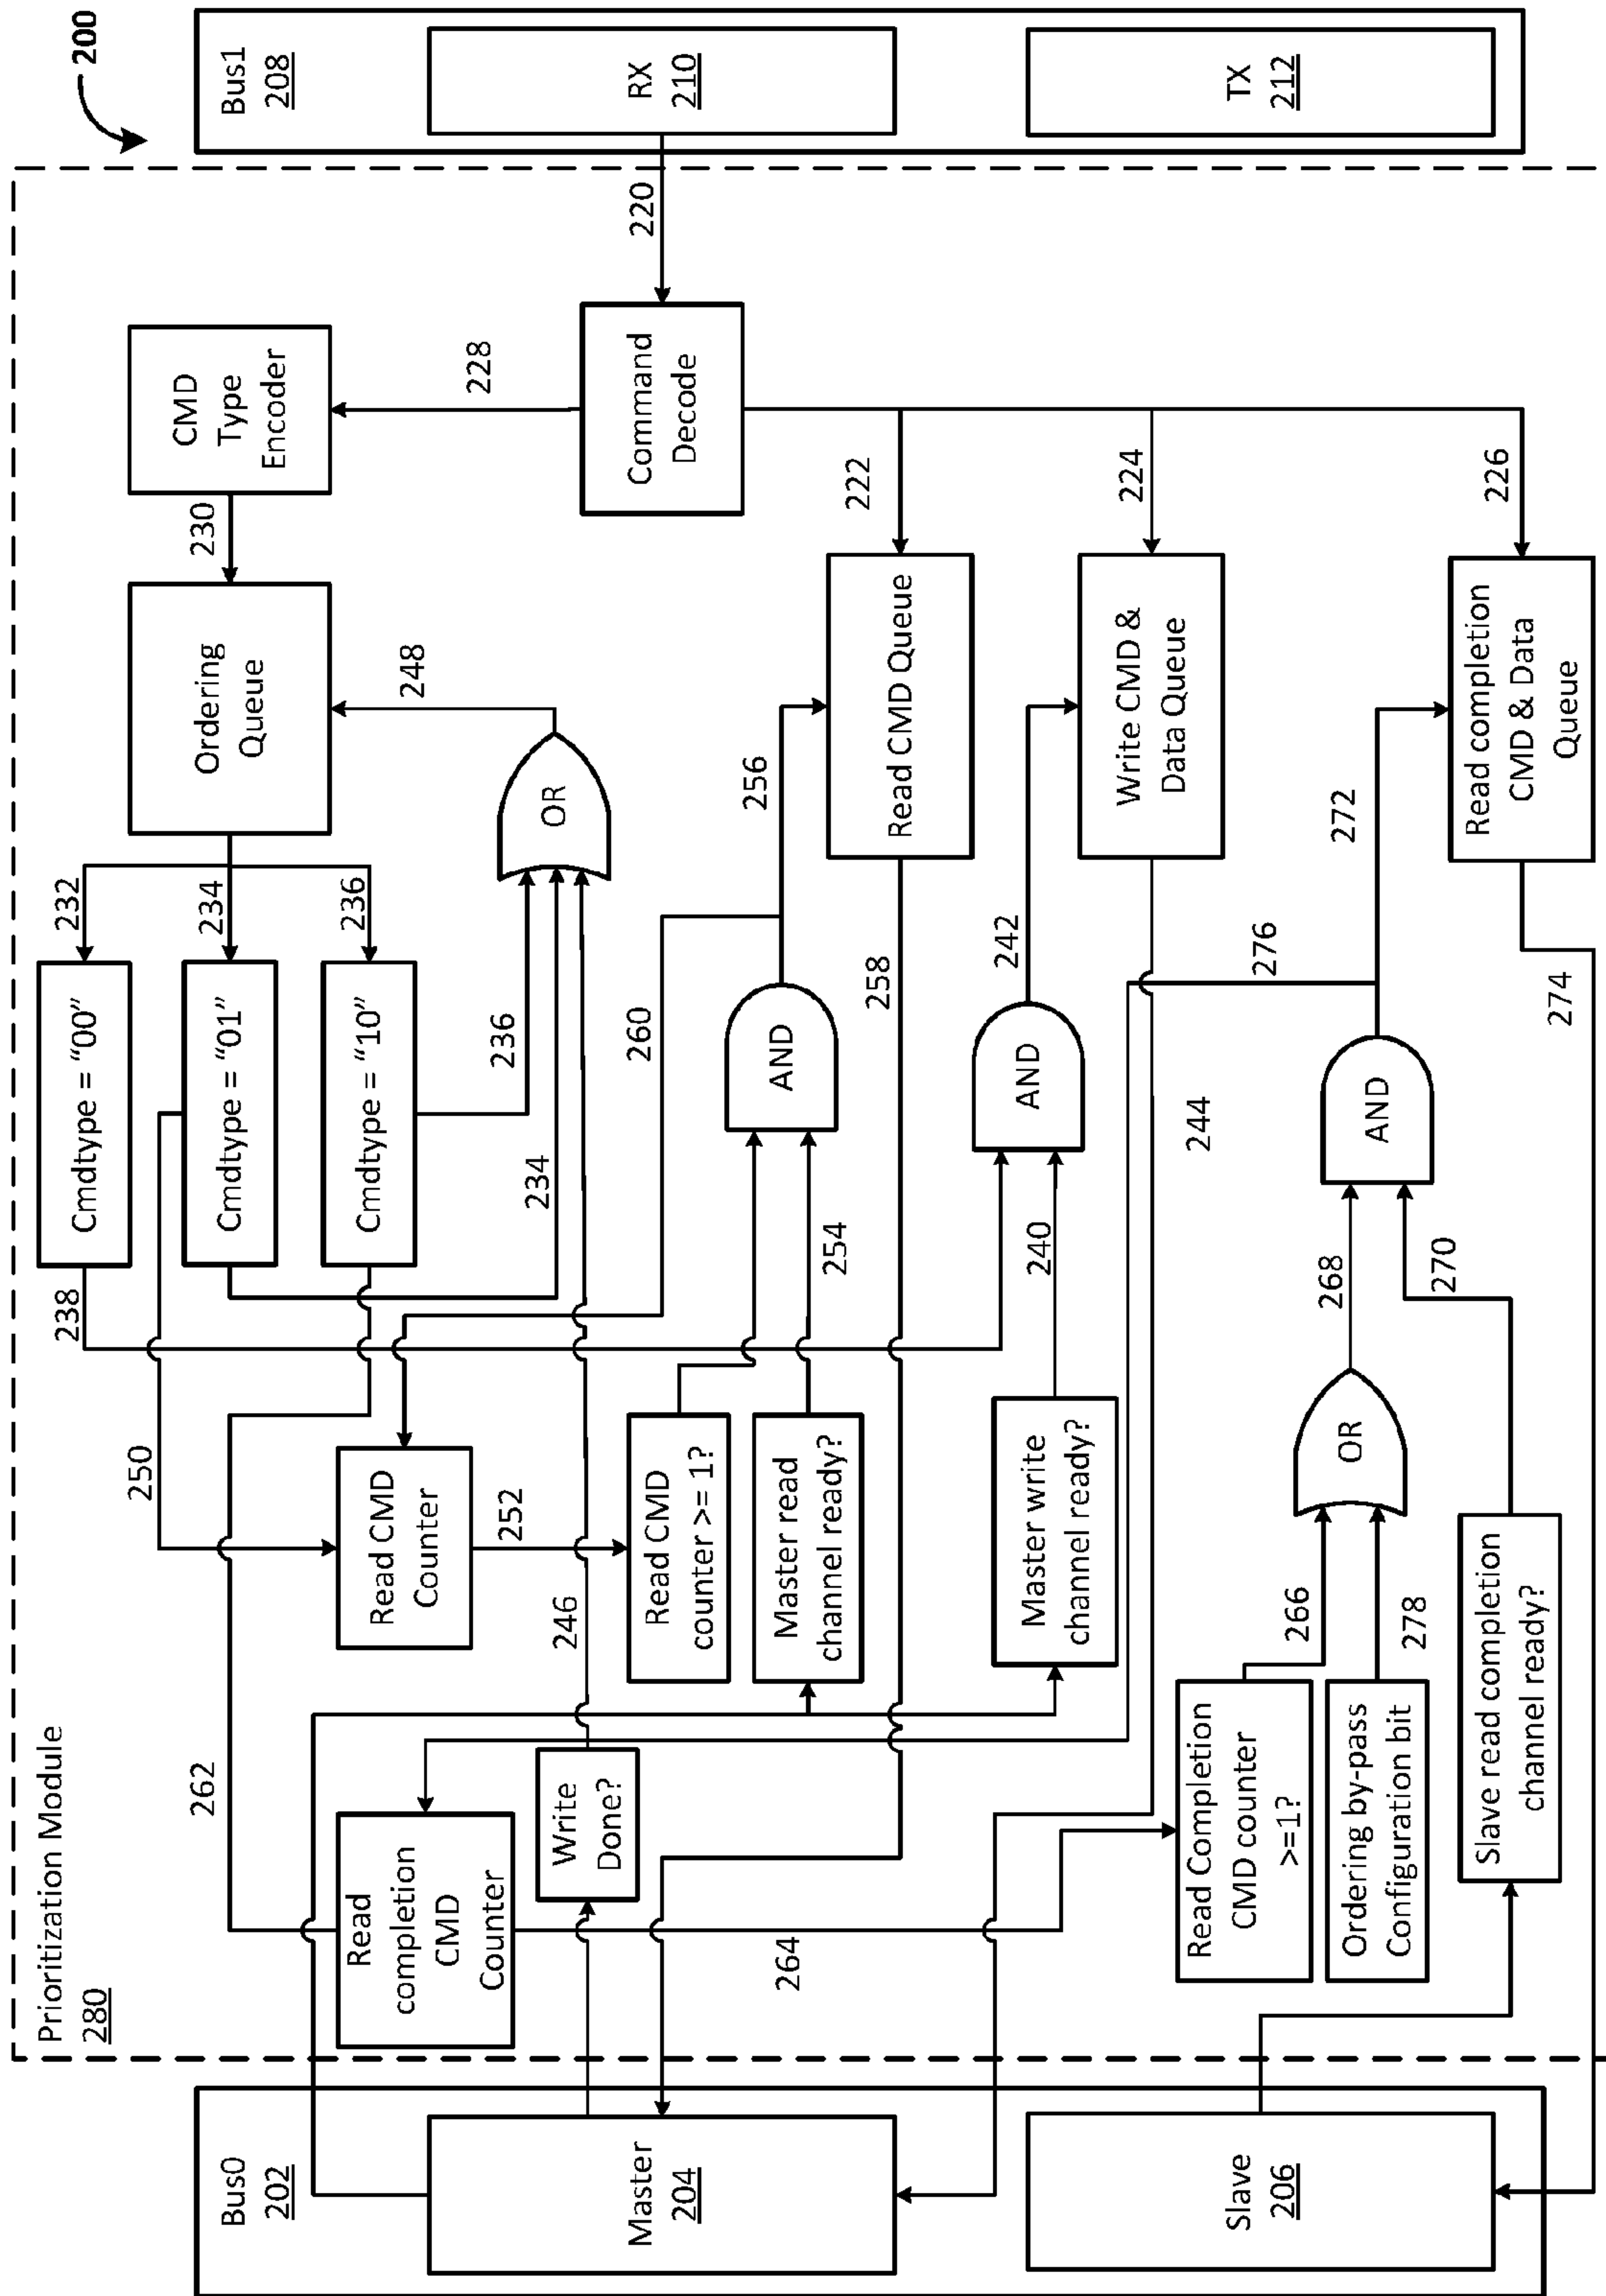 200
Prioritization Module
280
Bus0
202
Master
204
Slave
206
Bus1
208
RX
210
TX
212
220
Command
Decode
228
CMD
Type
Encoder
230
Ordering
Queue
248
232
234
236
Cmdtype = “00”
Cmdtype = “01”
Cmdtype = “10”
238
250
262
236
234
OR
260
Read CMD
Counter
252
Read CMD
counter >= 1?
Master read
channel ready?
254
AND
256
222
Read CMD Queue
258
246
Write
Done?
Read
completion
CMD
Counter
264
Master write
channel ready?
240
AND
242
224
Write CMD &
Data Queue
244
276
Read Completion
CMD counter
>=1?
266
Ordering by-pass
Configuration bit
278
OR
268
Slave read completion
channel ready?
270
AND
272
226
Read completion
CMD & Data
Queue
274